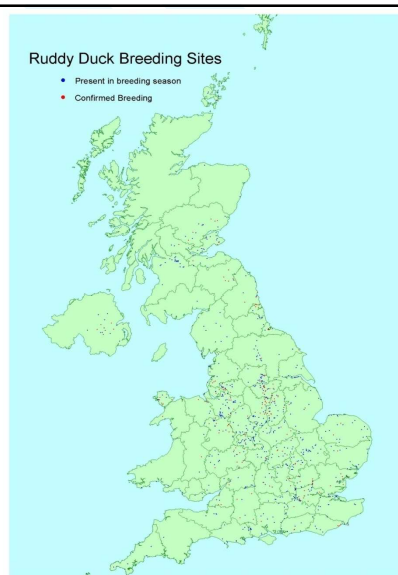 Ruddy Duck Breeding Sites
Present in breeding season
Confirmed Breeding